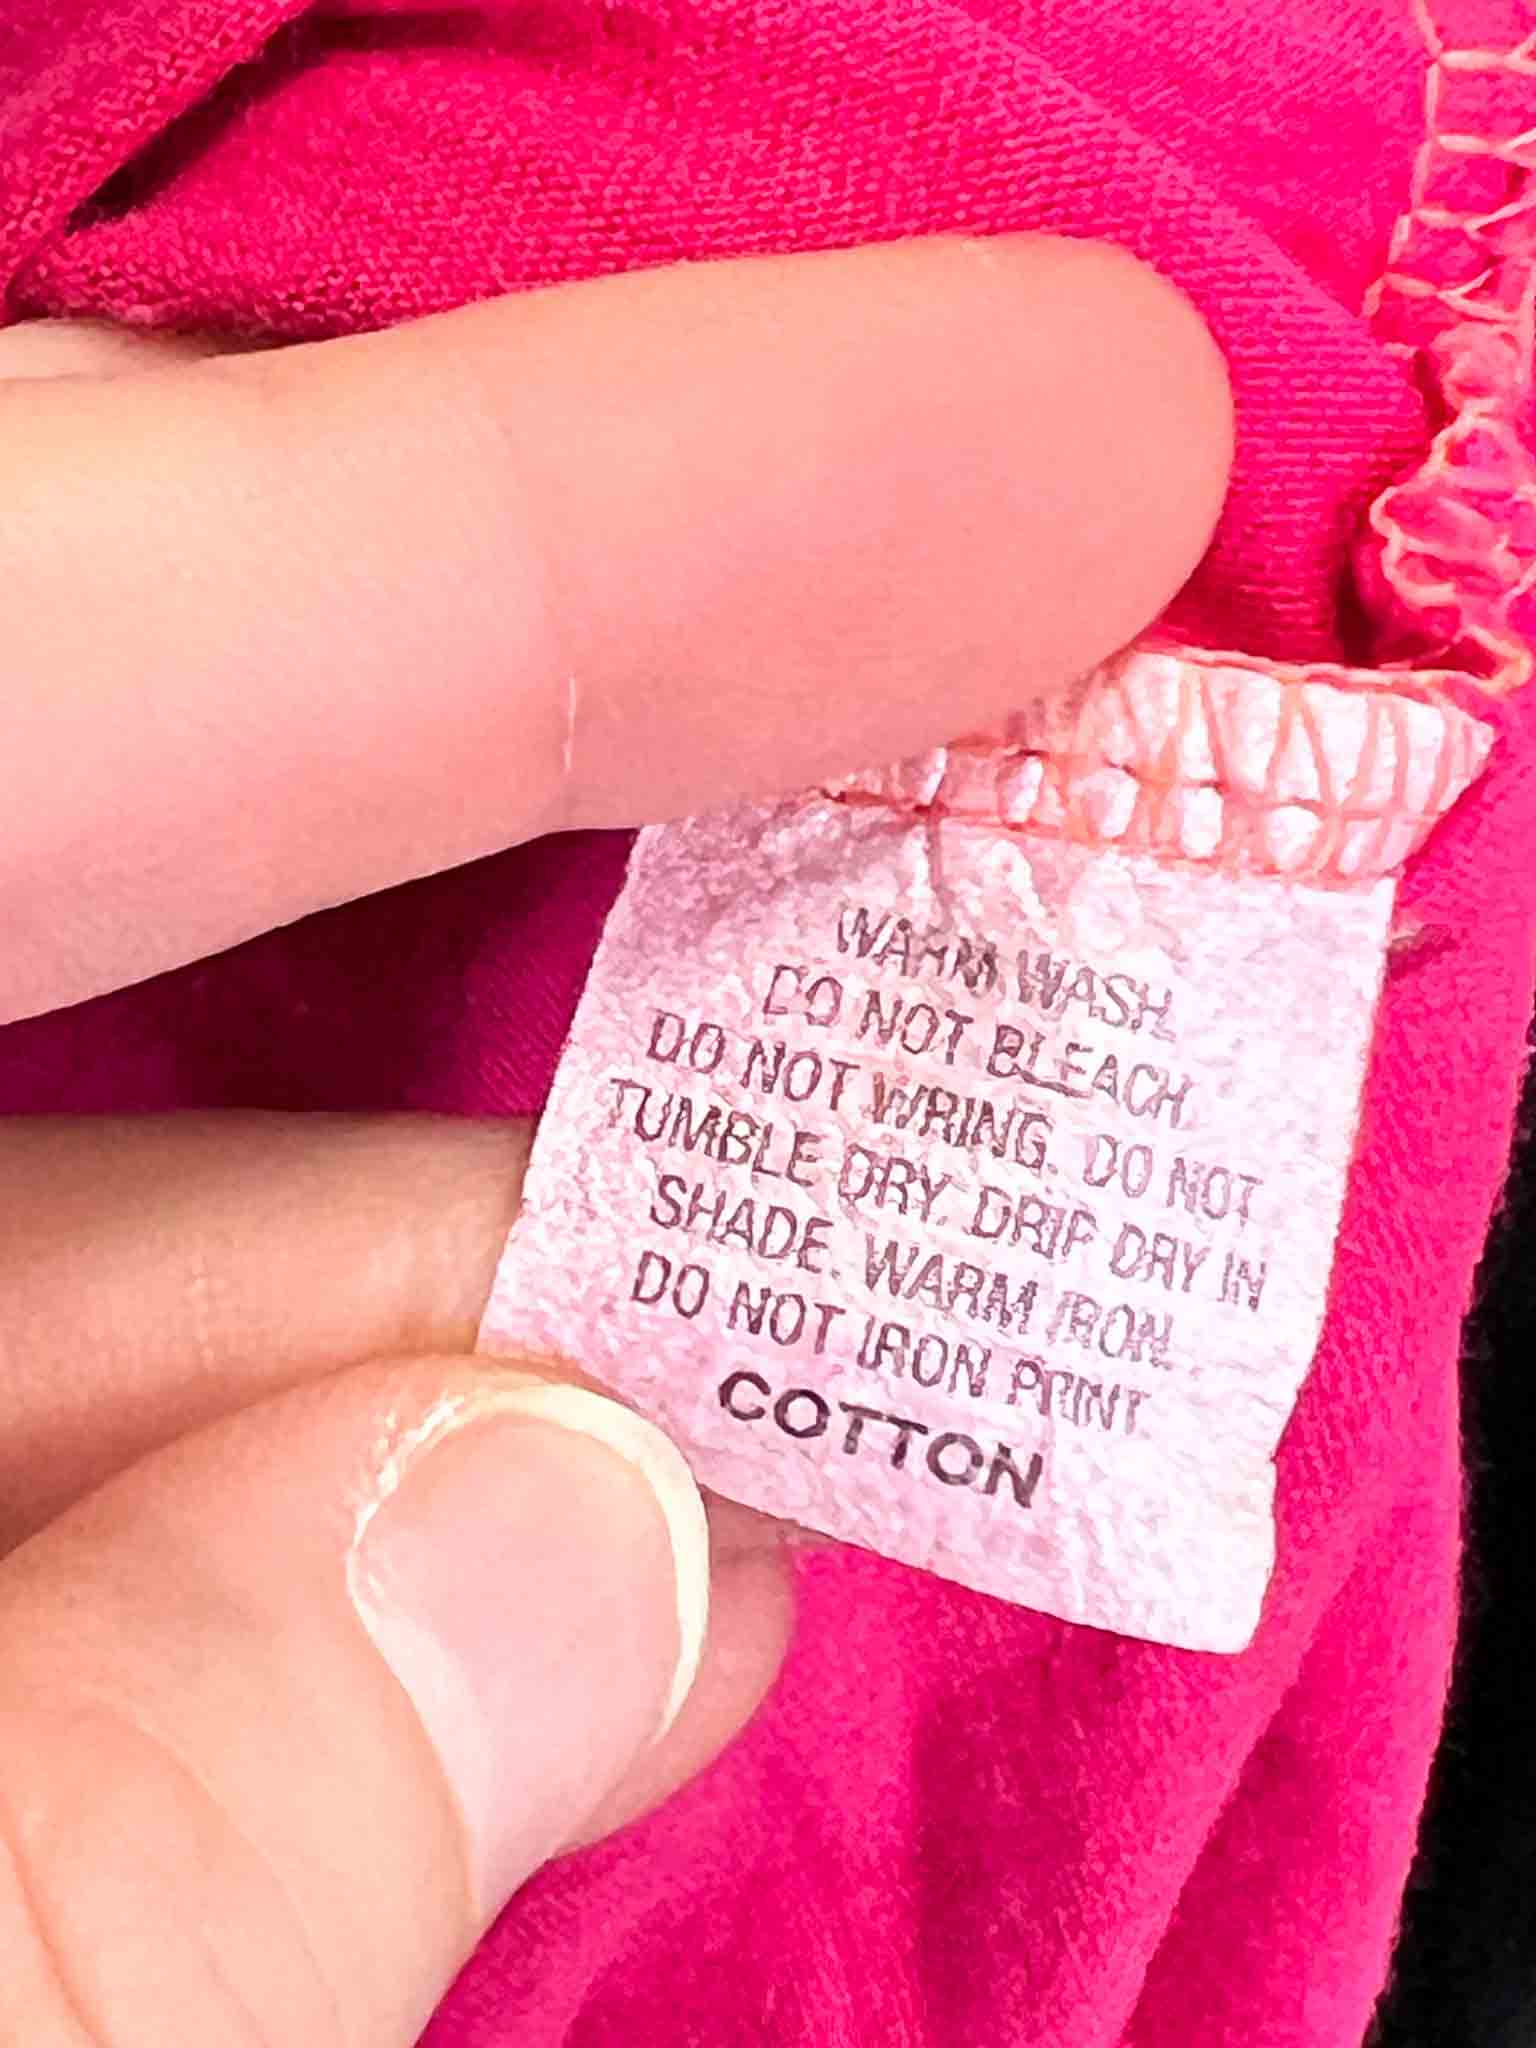 WARM WASH.
DO NOT BLEACH
DO NOT WRING. DO NOT
TUMBLE DRY. DRIP DRY IN
SHADE. WARM IRON.
DO NOT IRON PRINT.
COTTON